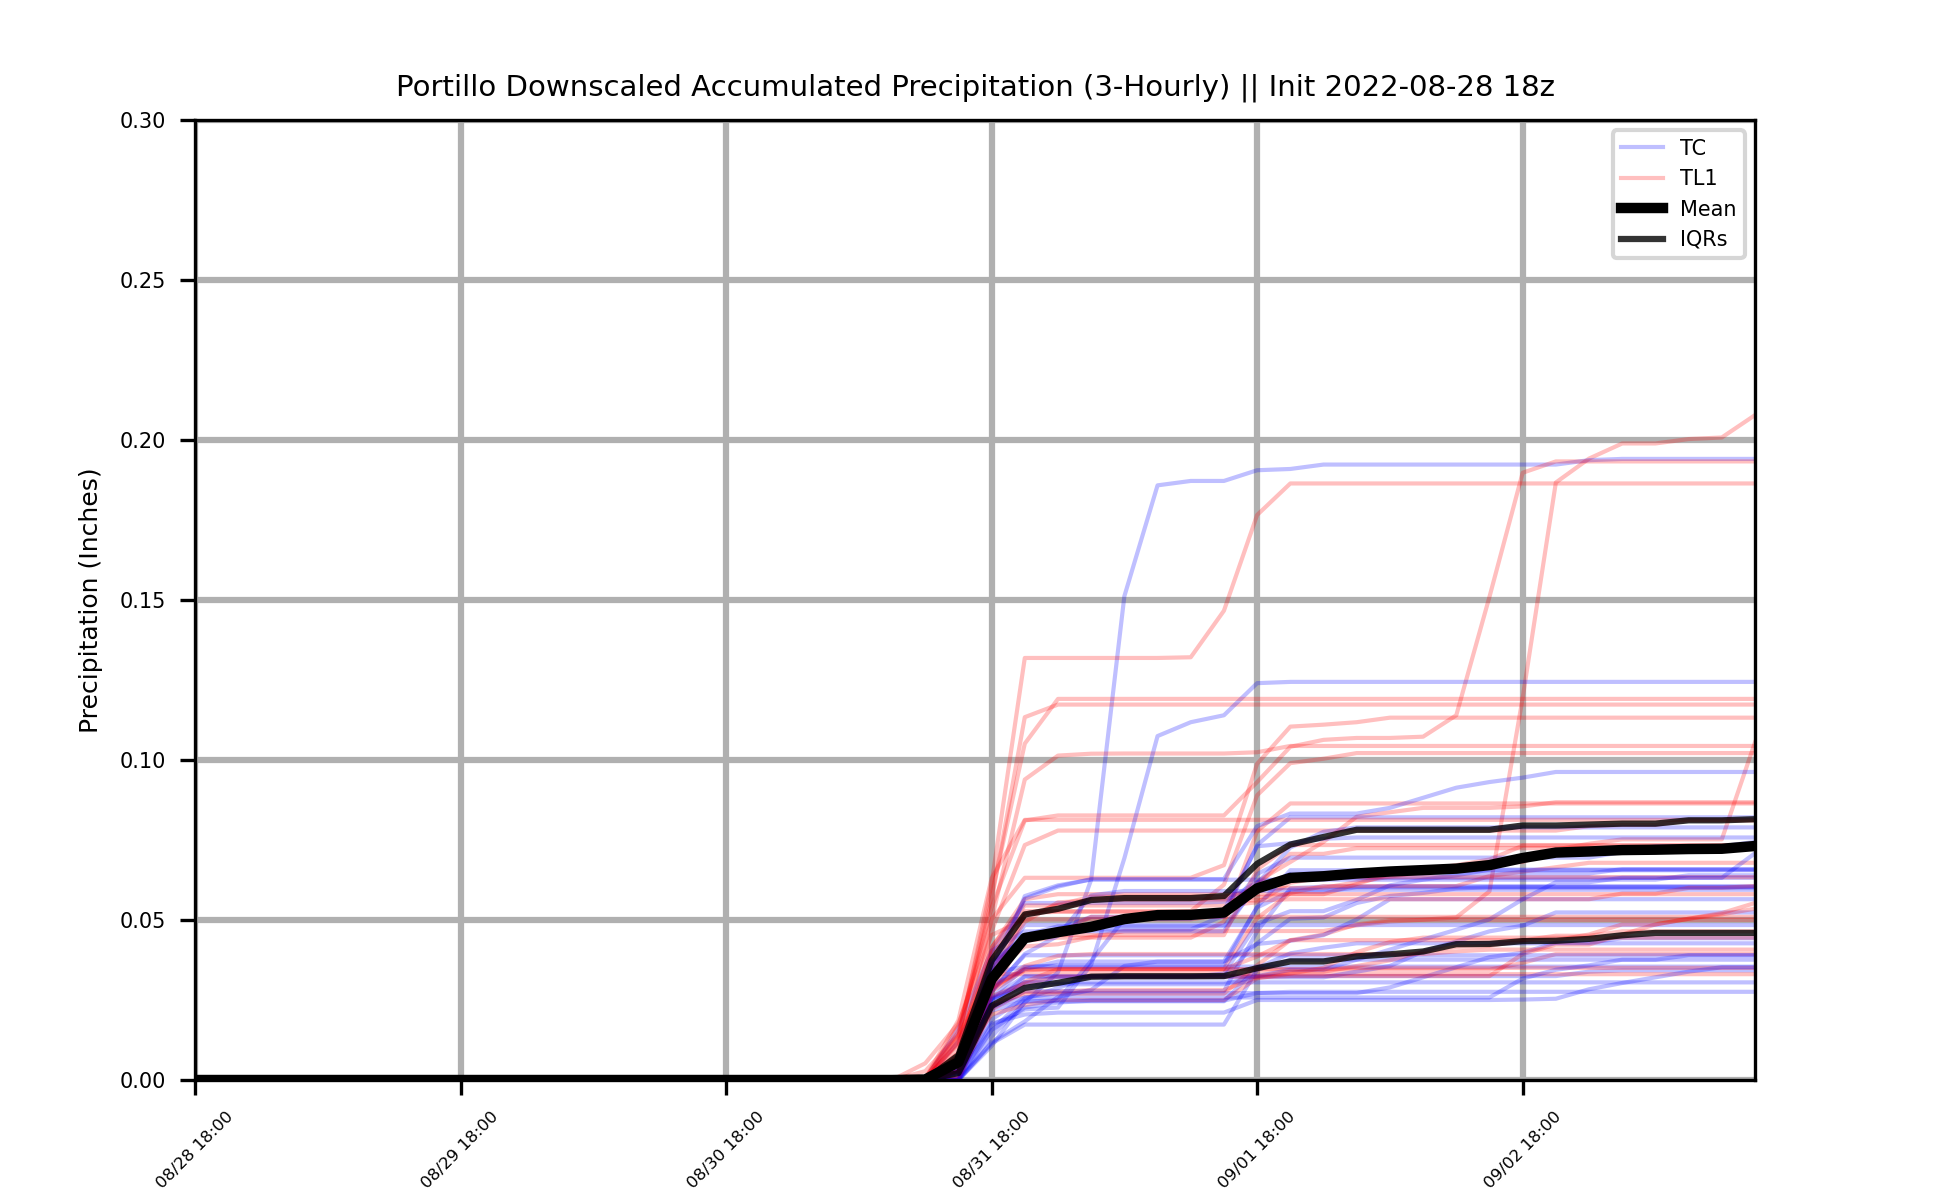 Portillo Downscaled Accumulated Precipitation (3-Hourly) || Init 2022-08-28 18z
Precipitation (Inches)
0.30
0.25
0.20
0.15
0.10
0.05
0.00
TC
TL1
Mean
IQRs
08/28 18:00
08/29 18:00
08/30 18:00
08/31 18:00
09/01 18:00
09/02 18:00